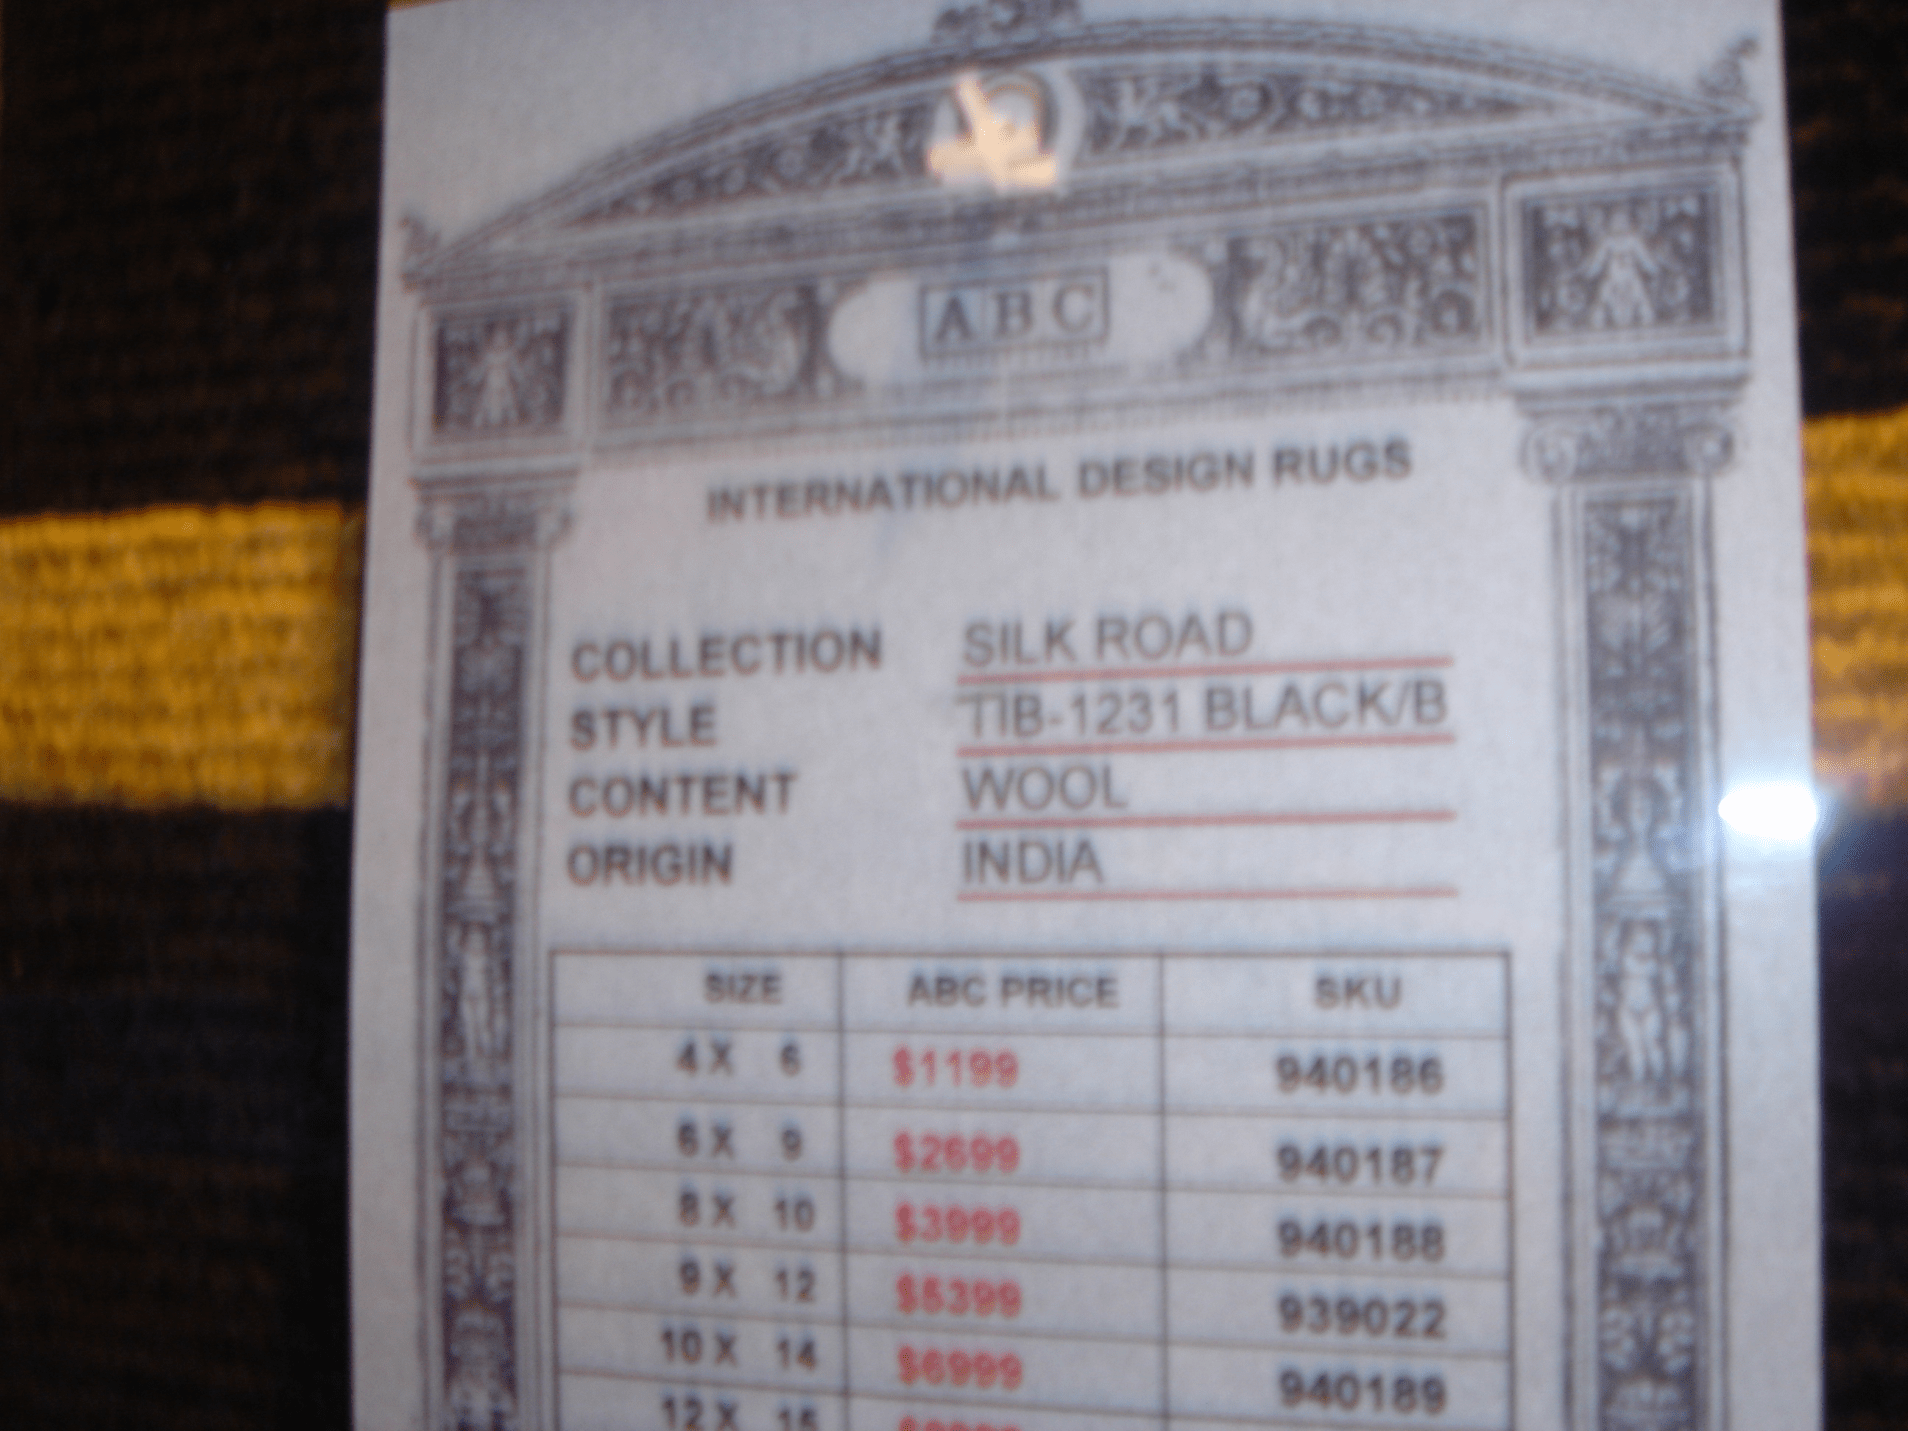 ABC
INTERNATIONAL DESIGN RUGS
COLLECTION SILK ROAD
STYLE TIB-1231 BLACK/B
CONTENT WOOL
ORIGIN INDIA
SIZE ABC PRICE SKU
4 X 6 $1199 940186
6 X 9 $2699 940187
8 X 10 $3999 940188
9 X 12 $5399 939022
10 X 14 $6999 940189
12 X 15